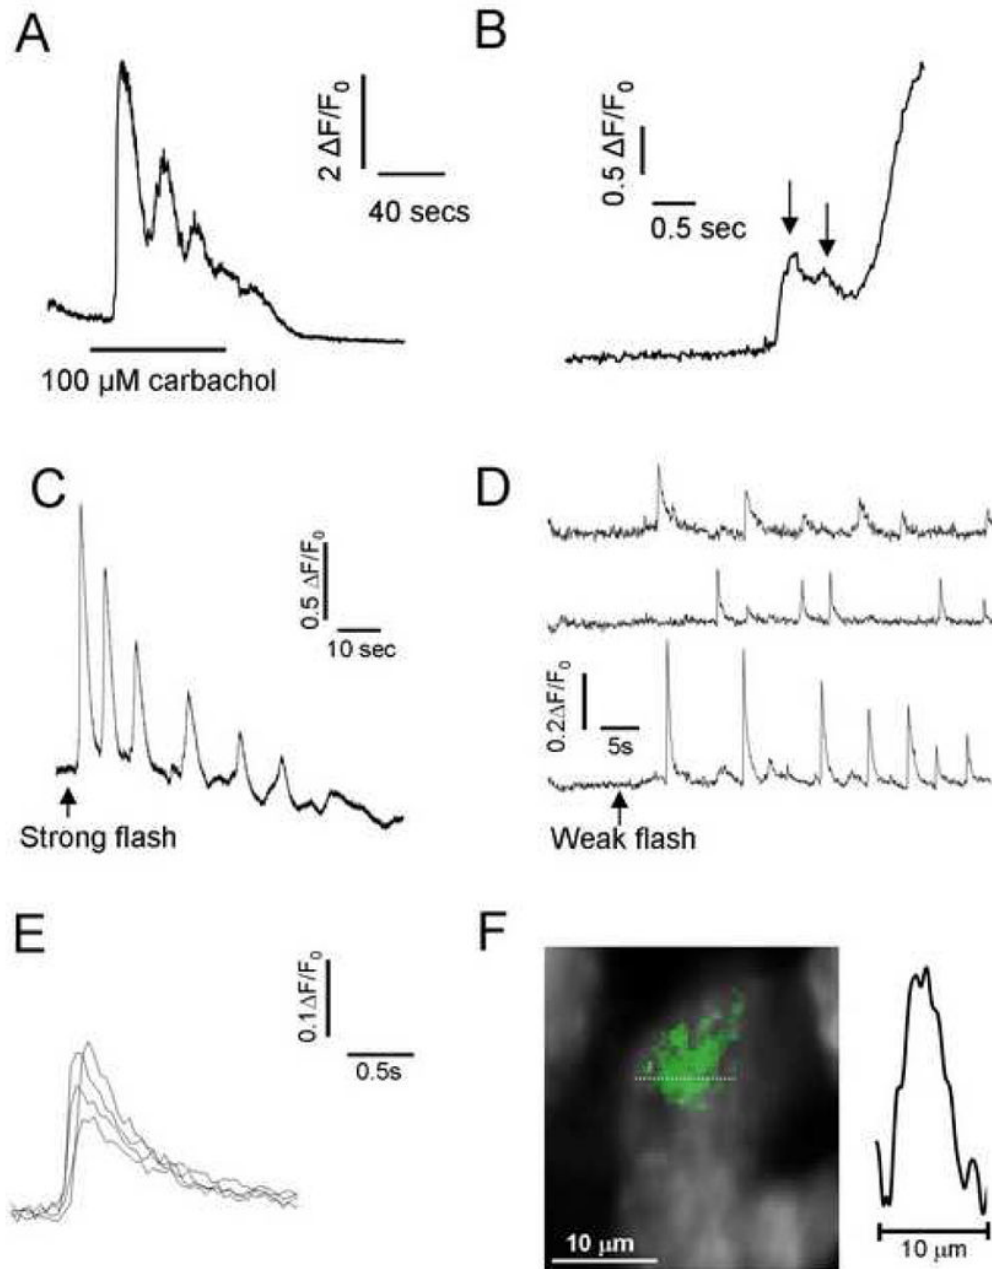 A
2 ΔF/F0
40 secs
100 µM carbachol
B
0.5 ΔF/F0
0.5 sec
C
0.5 ΔF/F0
10 sec
Strong flash
D
0.2ΔF/F0
5s
Weak flash
E
0.1ΔF/F0
0.5s
F
10 µm
10 µm